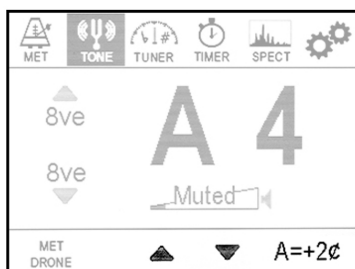 MET TONE TUNER TIMER SPECT
8ve
A 4
8ve
Muted
MET
DRONE
A=+2¢